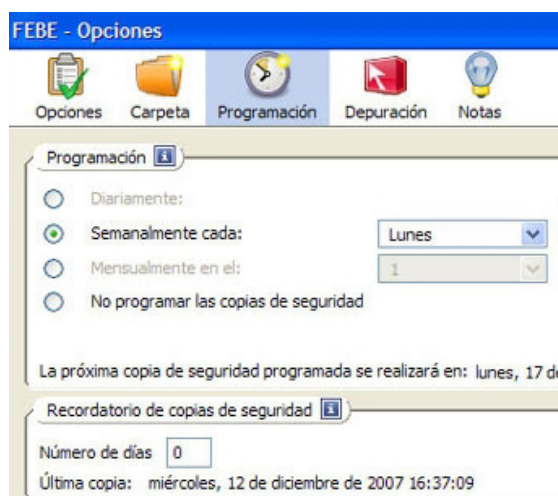 FEBE - Opciones
Opciones Carpeta Programación Depuración Notas
Programación
Diariamente:
Semanalmente cada: Lunes
Mensualmente en el: 1
No programar las copias de seguridad
La próxima copia de seguridad programada se realizará en: lunes, 17 de
Recordatorio de copias de seguridad
Número de días 0
Última copia: miércoles, 12 de diciembre de 2007 16:37:09